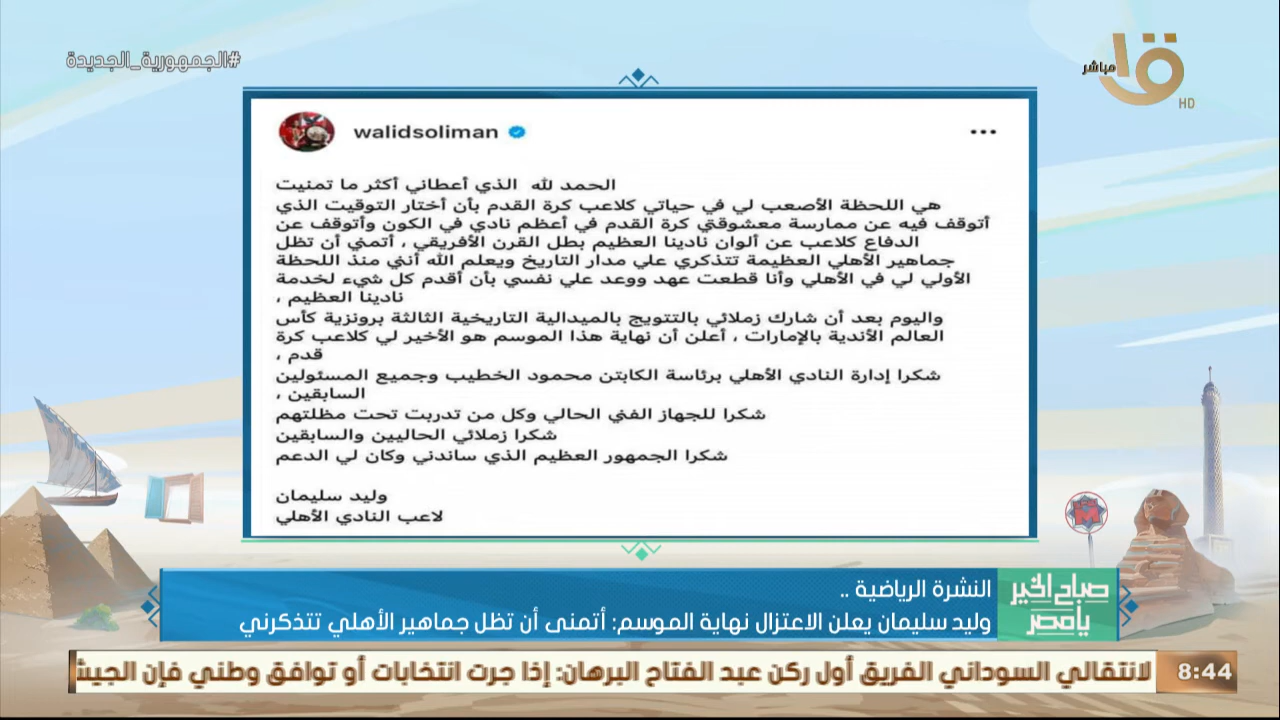 #الجمهورية_الجديدة
مباشر
HD
walidsoliman
الحمد لله الذي أعطاني أكثر ما تمنيت
هي اللحظة الأصعب لي في حياتي كلاعب كرة القدم بأن أختار التوقيت الذي
أتوقف فيه عن ممارسة معشوقتي كرة القدم في أعظم نادي في الكون وأتوقف عن
الدفاع كلاعب عن ألوان نادينا العظيم بطل القرن الأفريقي ، أتمني أن تظل
جماهير الأهلي العظيمة تتذكري علي مدار التاريخ ويعلم الله أنني منذ اللحظة
الأولي لي في الأهلي وأنا قطعت عهد ووعد علي نفسي بأن أقدم كل شيء لخدمة
نادينا العظيم ،
واليوم بعد أن شارك زملائي بالتتويج بالميدالية التاريخية الثالثة برونزية كأس
العالم الأندية بالإمارات ، أعلن أن نهاية هذا الموسم هو الأخير لي كلاعب كرة
قدم ،
شكرا إدارة النادي الأهلي برئاسة الكابتن محمود الخطيب وجميع المسئولين
السابقين ،
شكرا للجهاز الفني الحالي وكل من تدربت تحت مظلتهم
شكرا زملائي الحاليين والسابقين
شكرا الجمهور العظيم الذي ساندني وكان لي الدعم
وليد سليمان
لاعب النادي الأهلي
صباح الخير
يا مصر
النشرة الرياضية ..
وليد سليمان يعلن الاعتزال نهاية الموسم: أتمنى أن تظل جماهير الأهلي تتذكرني
8:44
لانتقالي السوداني الفريق أول ركن عبد الفتاح البرهان: إذا جرت انتخابات أو توافق وطني فإن الجيش